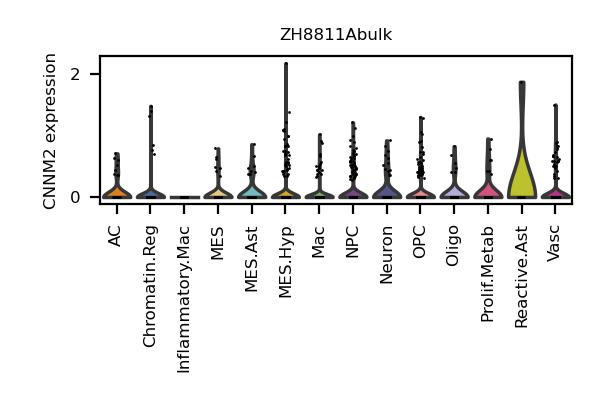 ZH8811Abulk
CNNM2 expression
2
0
AC
Chromatin.Reg
Inflammatory.Mac
MES
MES.Ast
MES.Hyp
Mac
NPC
Neuron
OPC
Oligo
Prolif.Metab
Reactive.Ast
Vasc